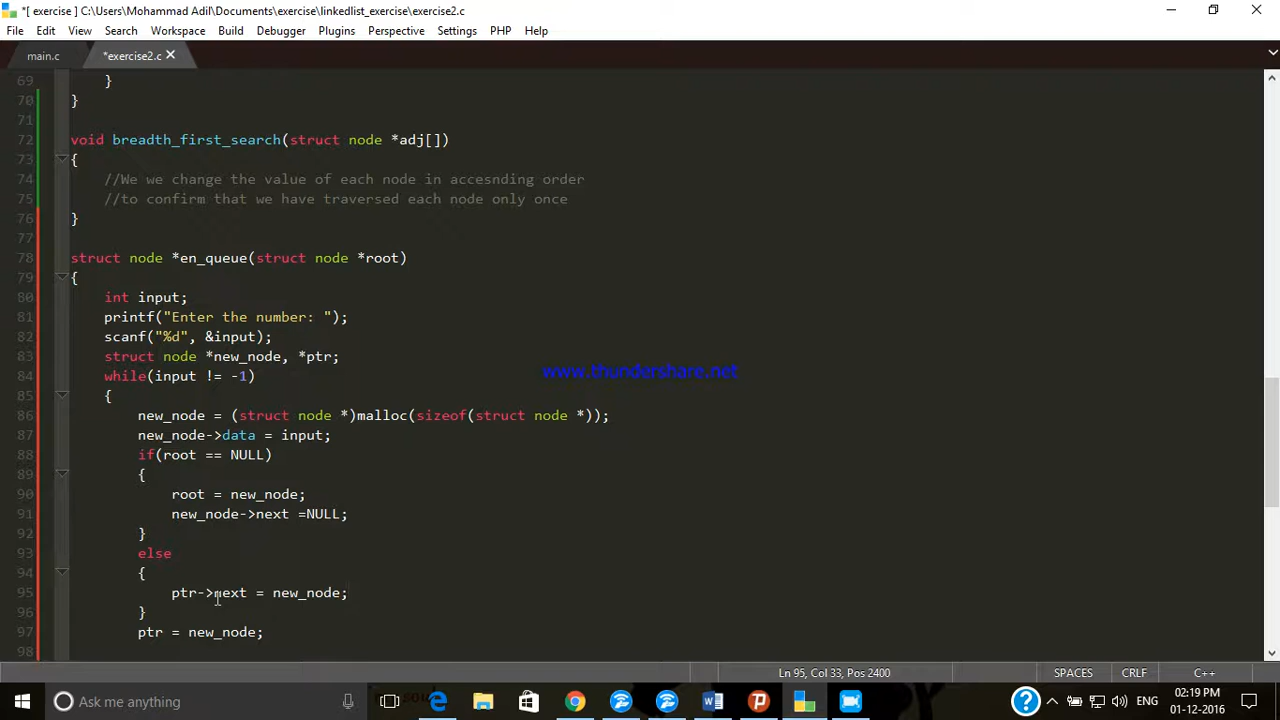 *[ exercise ] C:\Users\Mohammad Adil\Documents\exercise\linkedlist_exercise\exercise2.c
File Edit View Search Workspace Build Debugger Plugins Perspective Settings PHP Help
main.c *exercise2.c
69 }
70 }
71
72 void breadth_first_search(struct node *adj[])
73 {
74 //We we change the value of each node in accesnding order
75 //to confirm that we have traversed each node only once
76 }
77
78 struct node *en_queue(struct node *root)
79 {
80 int input;
81 printf("Enter the number: ");
82 scanf("%d", &input);
83 struct node *new_node, *ptr;
84 while(input != -1)
www.thundershare.net
85 {
86 new_node = (struct node *)malloc(sizeof(struct node *));
87 new_node->data = input;
88 if(root == NULL)
89 {
90 root = new_node;
91 new_node->next =NULL;
92 }
93 else
94 {
95 ptr->next = new_node;
96 }
97 ptr = new_node;
98
Ln 95, Col 33, Pos 2400 SPACES CRLF C++
Ask me anything ENG 02:19 PM
01-12-2016